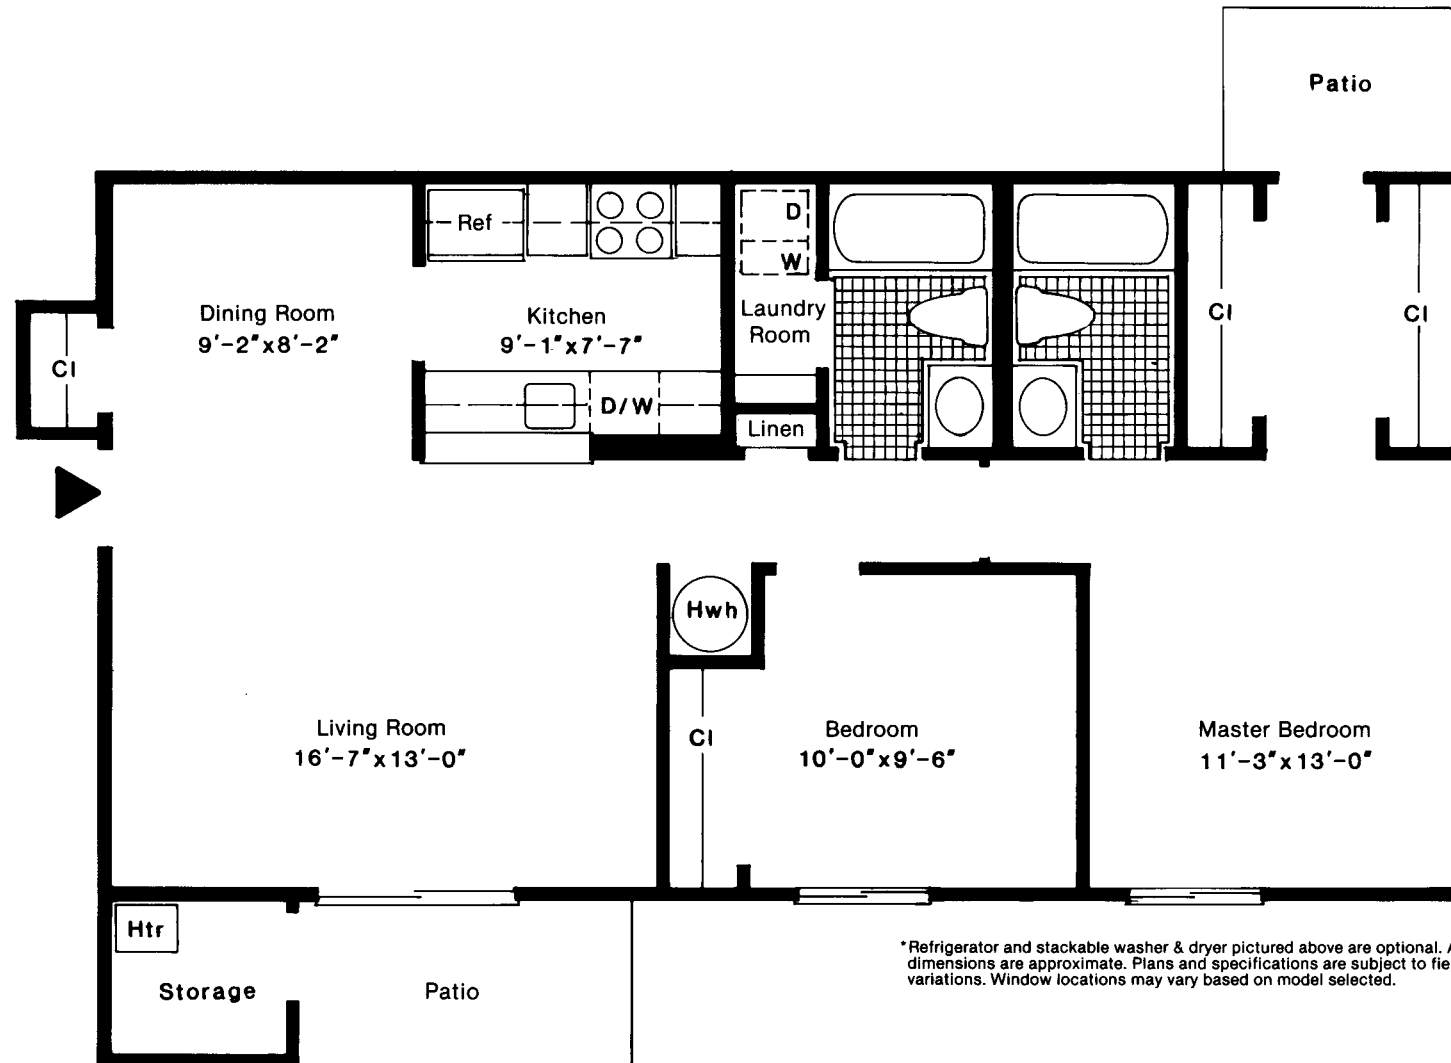 Patio
Ref
D
W
Dining Room
9'-2"x8'-2"
Kitchen
9'-1"x7'-7"
Laundry
Room
Cl
Cl
Cl
D/W
Linen
Hwh
Living Room
16'-7"x13'-0"
Cl
Bedroom
10'-0"x9'-6"
Master Bedroom
11'-3"x13'-0"
Htr
Storage
Patio
*Refrigerator and stackable washer & dryer pictured above are optional. A
dimensions are approximate. Plans and specifications are subject to fie
variations. Window locations may vary based on model selected.